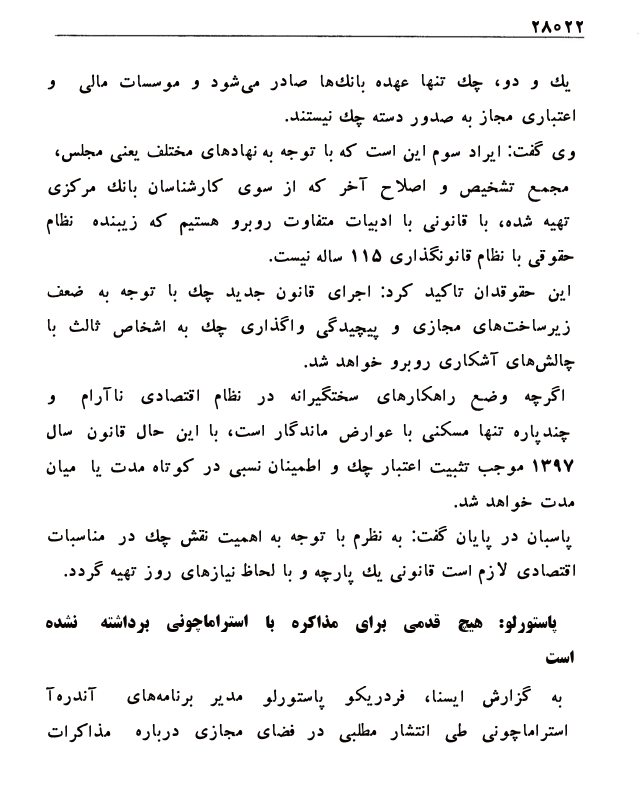 ۲۸۰۲۲
يك و دو، چك تنها عهده بانك‌ها صادر می‌شود و موسسات مالی و
اعتباری مجاز به صدور دسته چك نیستند.
وی گفت: ایراد سوم این است که با توجه به نهادهای مختلف یعنی مجلس،
مجمع تشخیص و اصلاح آخر که از سوی کارشناسان بانك مرکزی
تهیه شده، با قانونی با ادبیات متفاوت روبرو هستیم که زیبنده نظام
حقوقی با نظام قانونگذاری ۱۱۵ ساله نیست.
این حقوقدان تاکید کرد: اجرای قانون جدید چك با توجه به ضعف
زیرساخت‌های مجازی و پیچیدگی واگذاری چك به اشخاص ثالث با
چالش‌های آشکاری روبرو خواهد شد.
اگرچه وضع راهکارهای سختگیرانه در نظام اقتصادی ناآرام و
چندپاره تنها مسکنی با عوارض ماندگار است، با این حال قانون سال
۱۳۹۷ موجب تثبیت اعتبار چك و اطمینان نسبی در کوتاه مدت یا میان
مدت خواهد شد.
پاسبان در پایان گفت: به نظرم با توجه به اهمیت نقش چك در مناسبات
اقتصادی لازم است قانونی يك پارچه و با لحاظ نیازهای روز تهیه گردد.
پاستورلو: هیچ قدمی برای مذاکره با استراماچونی برداشته نشده
است
به گزارش ایسنا، فردریکو پاستورلو مدیر برنامه‌های آندره‌آ
استراماچونی طی انتشار مطلبی در فضای مجازی درباره مذاکرات